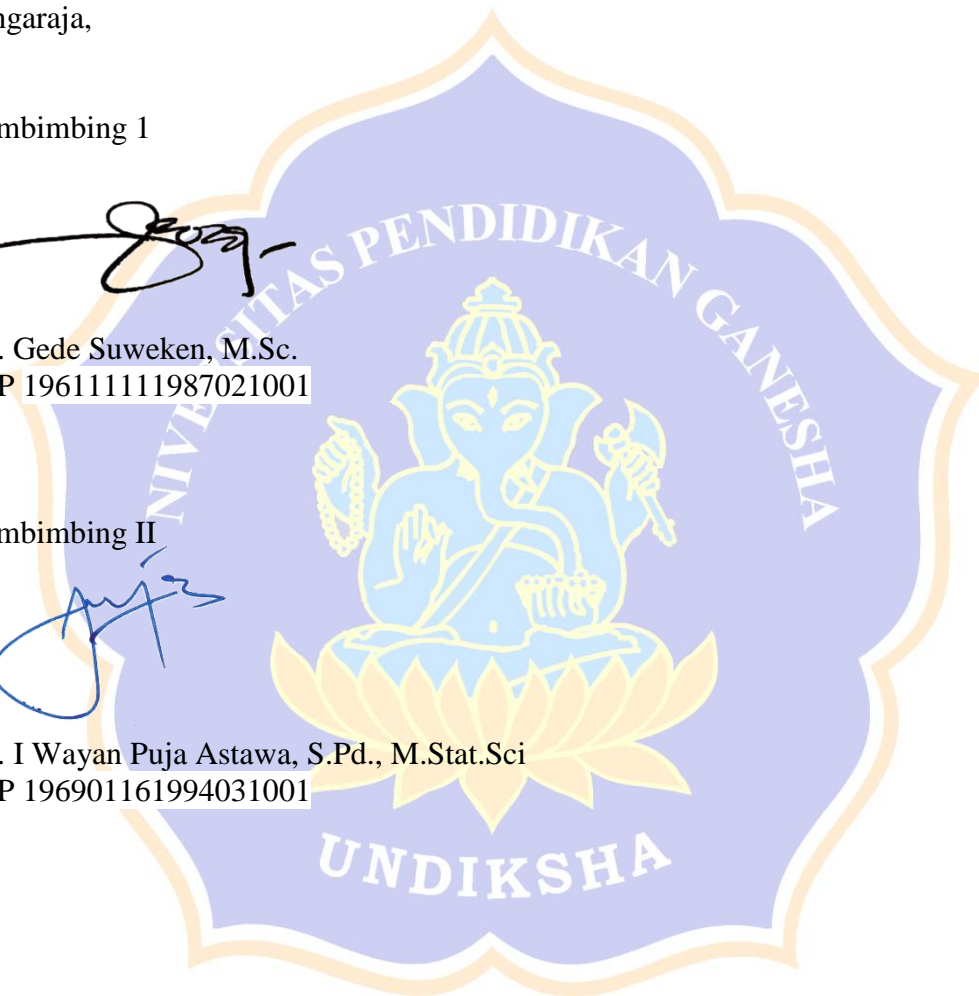 ngaraja,
mbimbing 1
. Gede Suweken, M.Sc.
P 196111111987021001
mbimbing II
. I Wayan Puja Astawa, S.Pd., M.Stat.Sci
P 196901161994031001
NIVERSITAS PENDIDIKAN GANESHA
UNDIKSHA